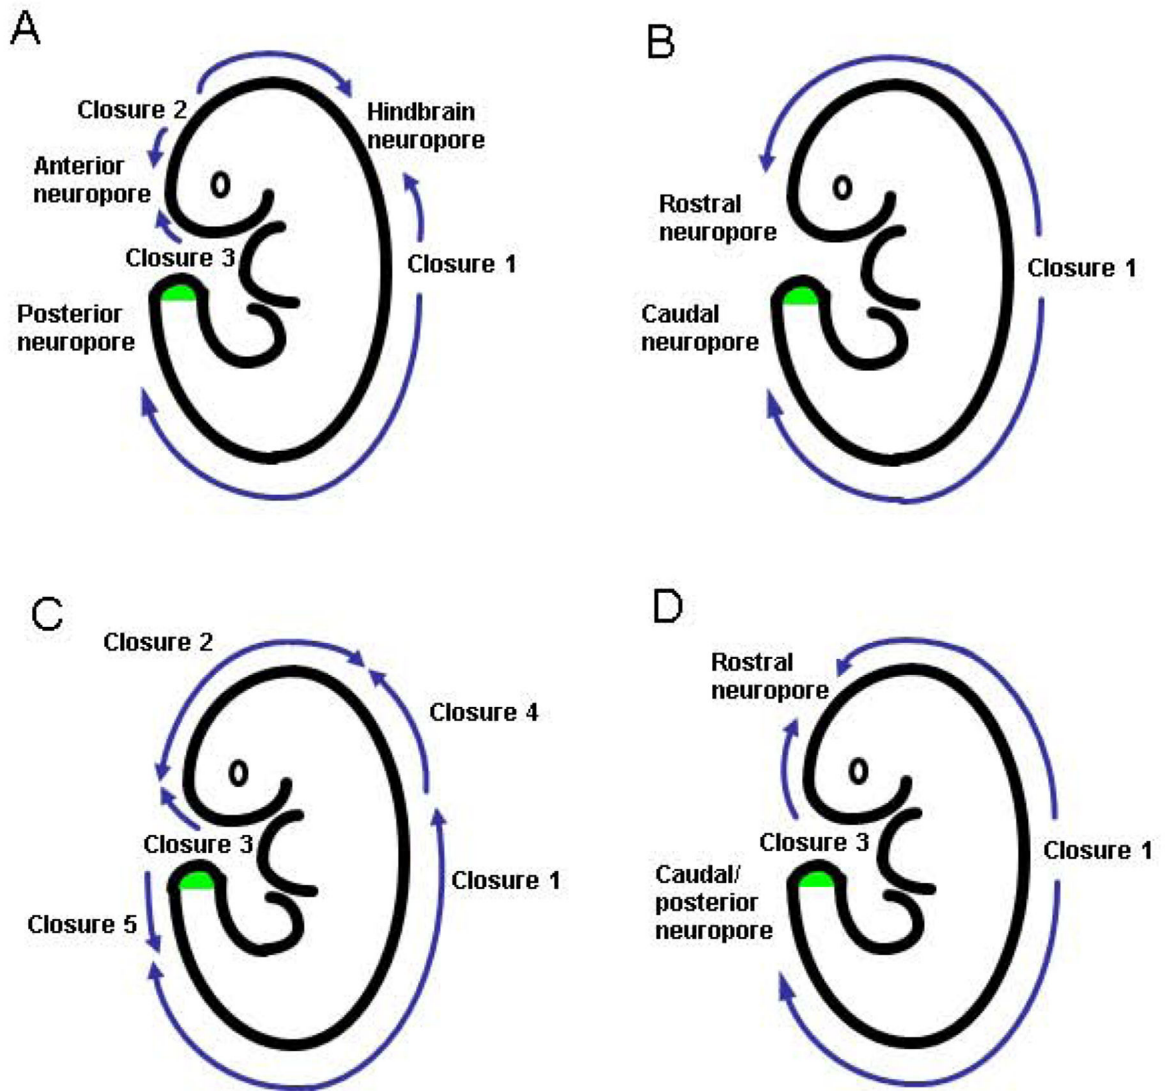 A
Closure 2
Hindbrain
neuropore
Anterior
neuropore
Closure 3
Closure 1
Posterior
neuropore
B
Rostral
neuropore
Closure 1
Caudal
neuropore
C
Closure 2
Closure 4
Closure 3
Closure 1
Closure 5
D
Rostral
neuropore
Closure 3
Closure 1
Caudal/
posterior
neuropore